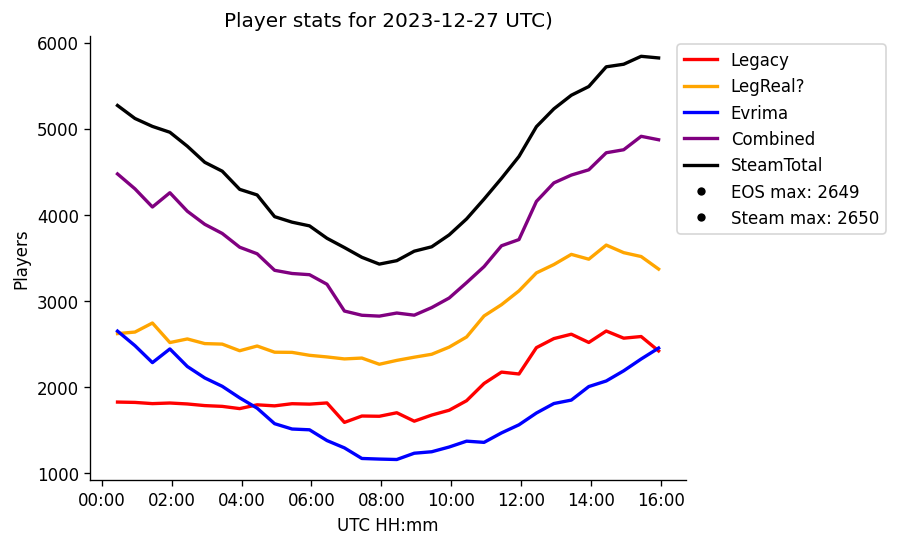 Player stats for 2023-12-27 UTC)
6000
5000
4000
3000
2000
1000
Players
00:00 02:00 04:00 06:00 08:00 10:00 12:00 14:00 16:00
UTC HH:mm
Legacy
LegReal?
Evrima
Combined
SteamTotal
EOS max: 2649
Steam max: 2650